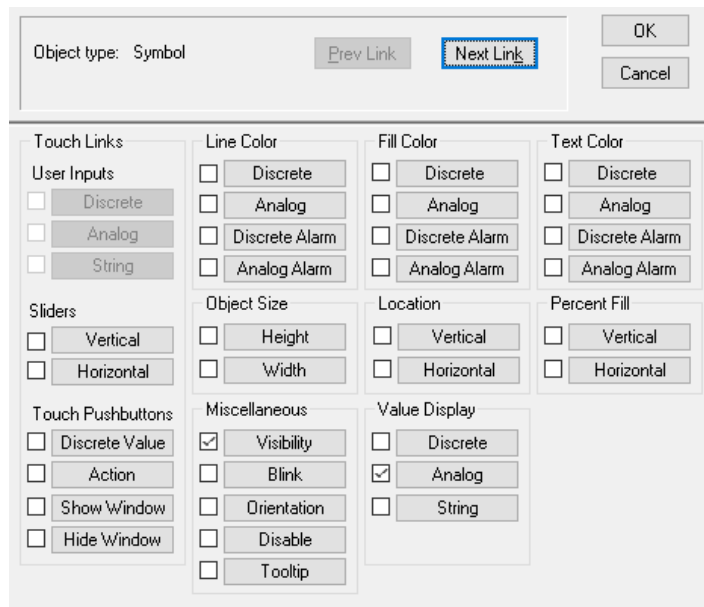 Object type: Symbol
Prev Link
Next Link
OK
Cancel
Touch Links
User Inputs
Discrete
Analog
String
Sliders
Vertical
Horizontal
Touch Pushbuttons
Discrete Value
Action
Show Window
Hide Window
Line Color
Discrete
Analog
Discrete Alarm
Analog Alarm
Fill Color
Discrete
Analog
Discrete Alarm
Analog Alarm
Text Color
Discrete
Analog
Discrete Alarm
Analog Alarm
Object Size
Height
Width
Location
Vertical
Horizontal
Percent Fill
Vertical
Horizontal
Miscellaneous
Visibility
Blink
Orientation
Disable
Tooltip
Value Display
Discrete
Analog
String